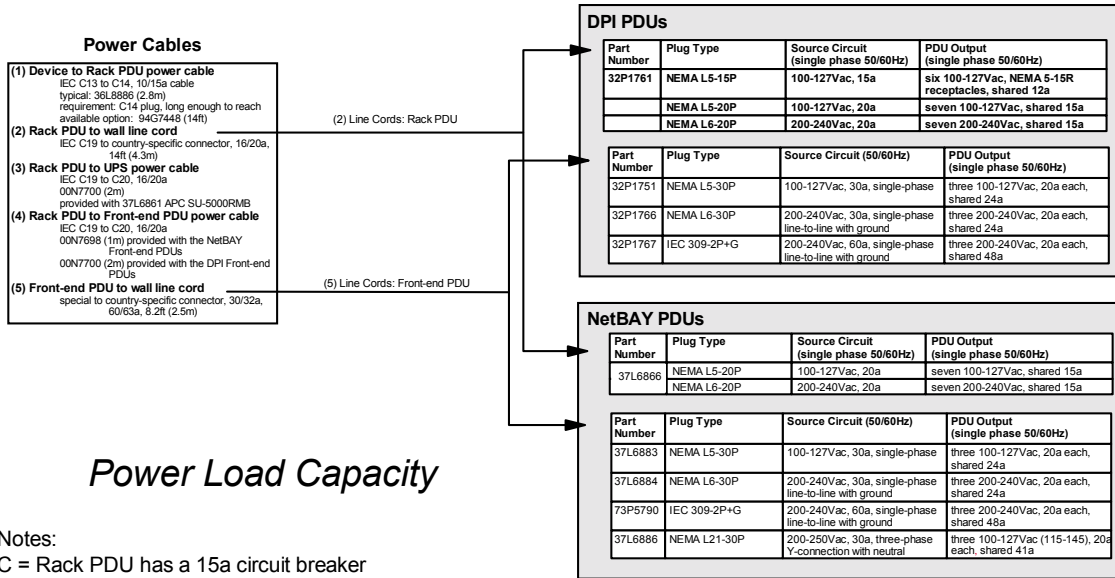 Power Cables
(1) Device to Rack PDU power cable
IEC C13 to C14, 10/15a cable
typical: 36L8886 (2.8m)
requirement: C14 plug, long enough to reach
available option: 94G7448 (14ft)
(2) Rack PDU to wall line cord
IEC C19 to country-specific connector, 16/20a,
14ft (4.3m)
(3) Rack PDU to UPS power cable
IEC C19 to C20, 16/20a
00N7700 (2m)
provided with 37L6861 APC SU-5000RMB
(4) Rack PDU to Front-end PDU power cable
IEC C19 to C20, 16/20a
00N7698 (1m) provided with the NetBAY
Front-end PDUs
00N7700 (2m) provided with the DPI Front-end
PDUs
(5) Front-end PDU to wall line cord
special to country-specific connector, 30/32a,
60/63a, 8.2ft (2.5m)
(2) Line Cords: Rack PDU
(5) Line Cords: Front-end PDU
DPI PDUs
Part Number Plug Type Source Circuit (single phase 50/60Hz) PDU Output (single phase 50/60Hz)
32P1761 NEMA L5-15P 100-127Vac, 15a six 100-127Vac, NEMA 5-15R receptacles, shared 12a
NEMA L5-20P 100-127Vac, 20a seven 100-127Vac, shared 15a
NEMA L6-20P 200-240Vac, 20a seven 200-240Vac, shared 15a
Part Number Plug Type Source Circuit (50/60Hz) PDU Output (single phase 50/60Hz)
32P1751 NEMA L5-30P 100-127Vac, 30a, single-phase three 100-127Vac, 20a each, shared 24a
32P1766 NEMA L6-30P 200-240Vac, 30a, single-phase line-to-line with ground three 200-240Vac, 20a each, shared 24a
32P1767 IEC 309-2P+G 200-240Vac, 60a, single-phase line-to-line with ground three 200-240Vac, 20a each, shared 48a
NetBAY PDUs
Part Number Plug Type Source Circuit (single phase 50/60Hz) PDU Output (single phase 50/60Hz)
37L6866 NEMA L5-20P 100-127Vac, 20a seven 100-127Vac, shared 15a
NEMA L6-20P 200-240Vac, 20a seven 200-240Vac, shared 15a
Part Number Plug Type Source Circuit (50/60Hz) PDU Output (single phase 50/60Hz)
37L6883 NEMA L5-30P 100-127Vac, 30a, single-phase three 100-127Vac, 20a each, shared 24a
37L6884 NEMA L6-30P 200-240Vac, 30a, single-phase line-to-line with ground three 200-240Vac, 20a each, shared 24a
73P5790 IEC 309-2P+G 200-240Vac, 60a, single-phase line-to-line with ground three 200-240Vac, 20a each, shared 48a
37L6886 NEMA L21-30P 200-250Vac, 30a, three-phase Y-connection with neutral three 100-127Vac (115-145), 20a each, shared 41a
Power Load Capacity
Notes:
C = Rack PDU has a 15a circuit breaker